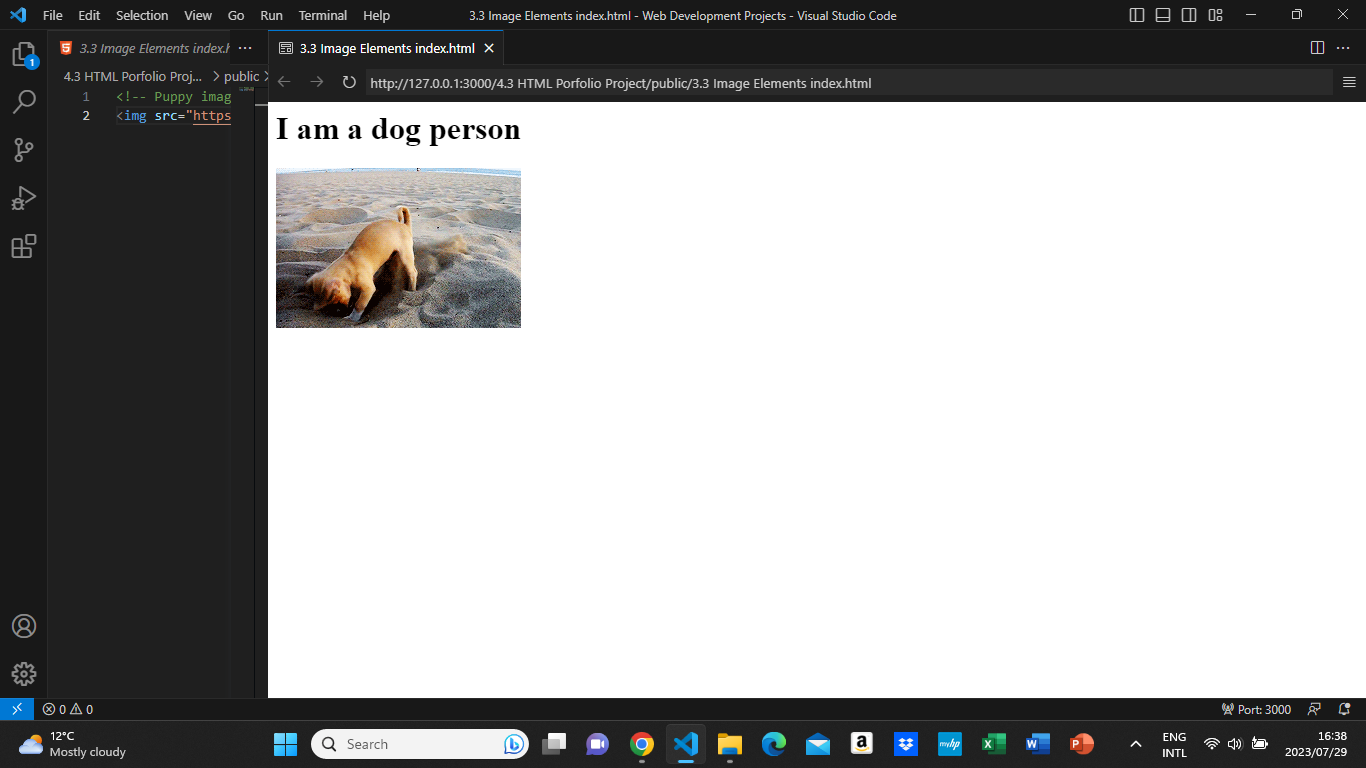 File Edit Selection View Go Run Terminal Help
3.3 Image Elements index.html - Web Development Projects - Visual Studio Code
3.3 Image Elements index.h
3.3 Image Elements index.html
4.3 HTML Porfolio Proj... > public >
http://127.0.0.1:3000/4.3 HTML Porfolio Project/public/3.3 Image Elements index.html
1 <!-- Puppy imag
2 <img src="https
I am a dog person
1
0 0
Port: 3000
12°C
Mostly cloudy
Search
a
myhp
X
W
P
ENG
INTL
16:38
2023/07/29